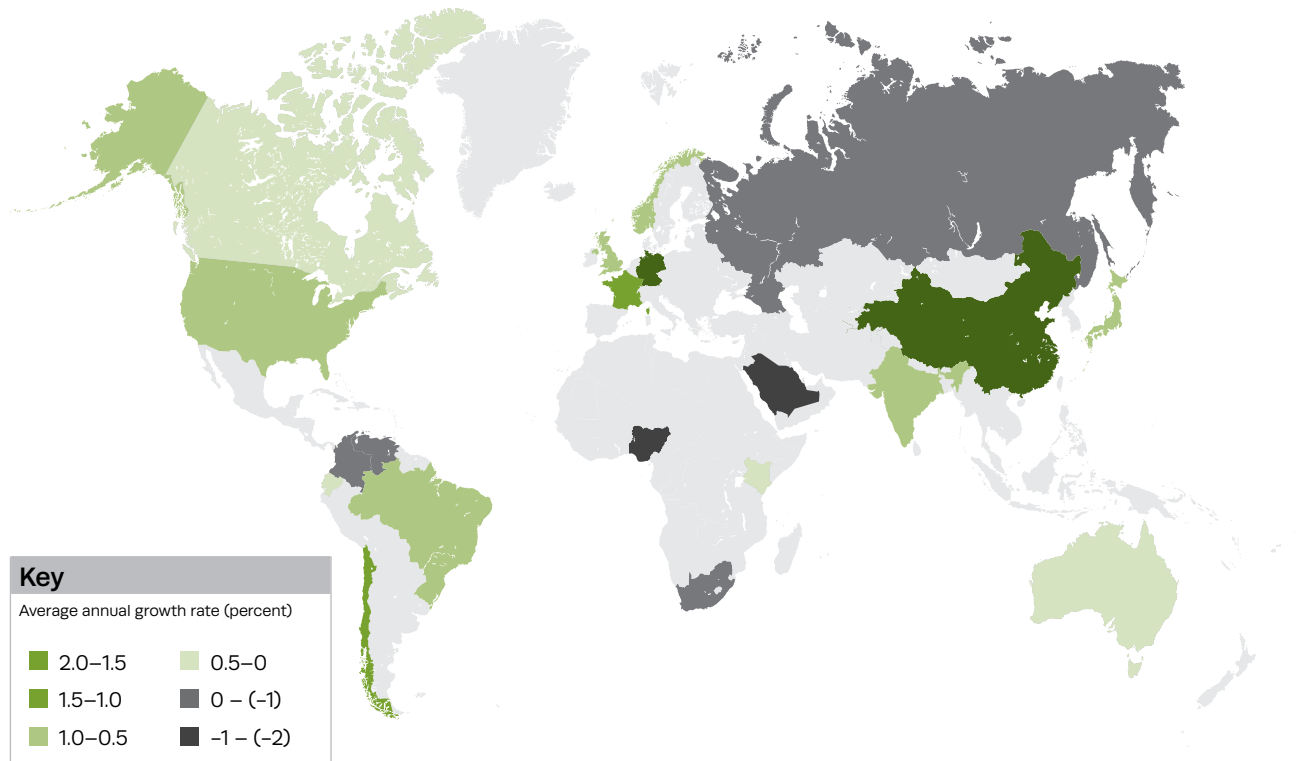 Key
Average annual growth rate (percent)
2.0–1.5
0.5–0
1.5–1.0
0 – (–1)
1.0–0.5
–1 – (–2)